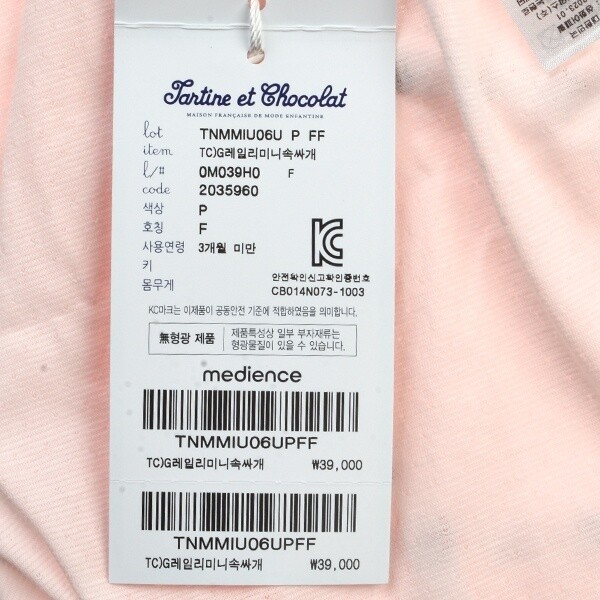 Tartine et Chocolat
MAISON FRANÇAISE DE MODE ENFANTINE
lot TNMMIU06U P FF
item TC)G레일리미니속싸개
l/# 0M039H0 F
code 2035960
색상 P
호칭 F
사용연령 3개월 미만
키
몸무게
안전확인신고확인증번호
CB014N073-1003
KC마크는 이제품이 공동안전 기준에 적합하였음을 의미합니다.
無형광 제품 제품특성상 일부 부자재류는
형광물질이 있을 수 있습니다.
medience
TNMMIU06UPFF
TC)G레일리미니속싸개 ₩39,000
TNMMIU06UPFF
TC)G레일리미니속싸개 ₩39,000
2023.01
대한민국